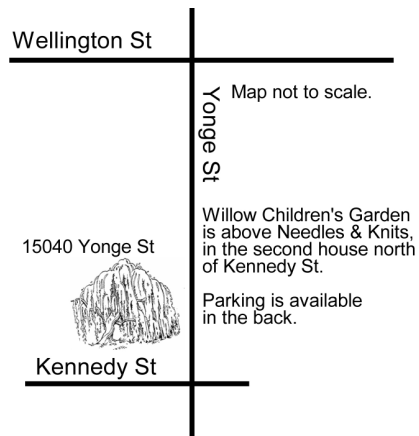 Wellington St
Yonge St
Map not to scale.
Willow Children's Garden
is above Needles & Knits,
in the second house north
of Kennedy St.
15040 Yonge St
Parking is available
in the back.
Kennedy St